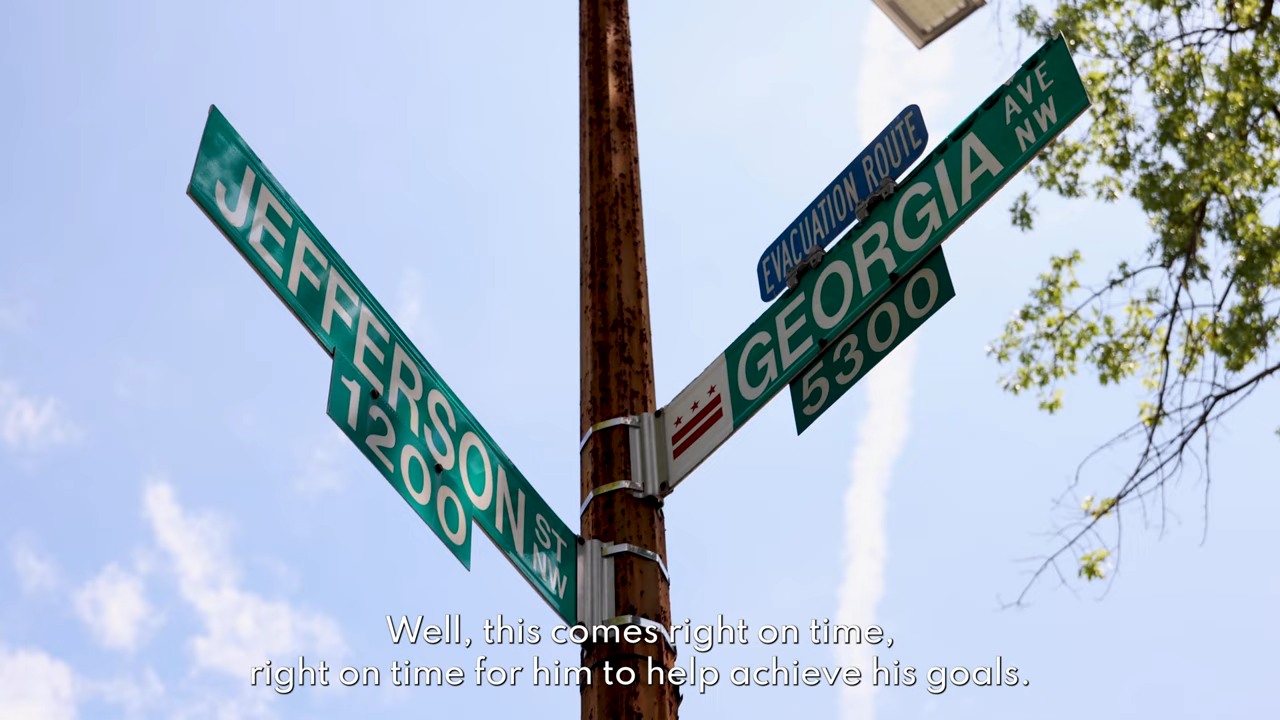 JEFFERSON ST NW
1200
EVACUATION ROUTE
GEORGIA AVE NW
5300
Well, this comes right on time,
right on time for him to help achieve his goals.